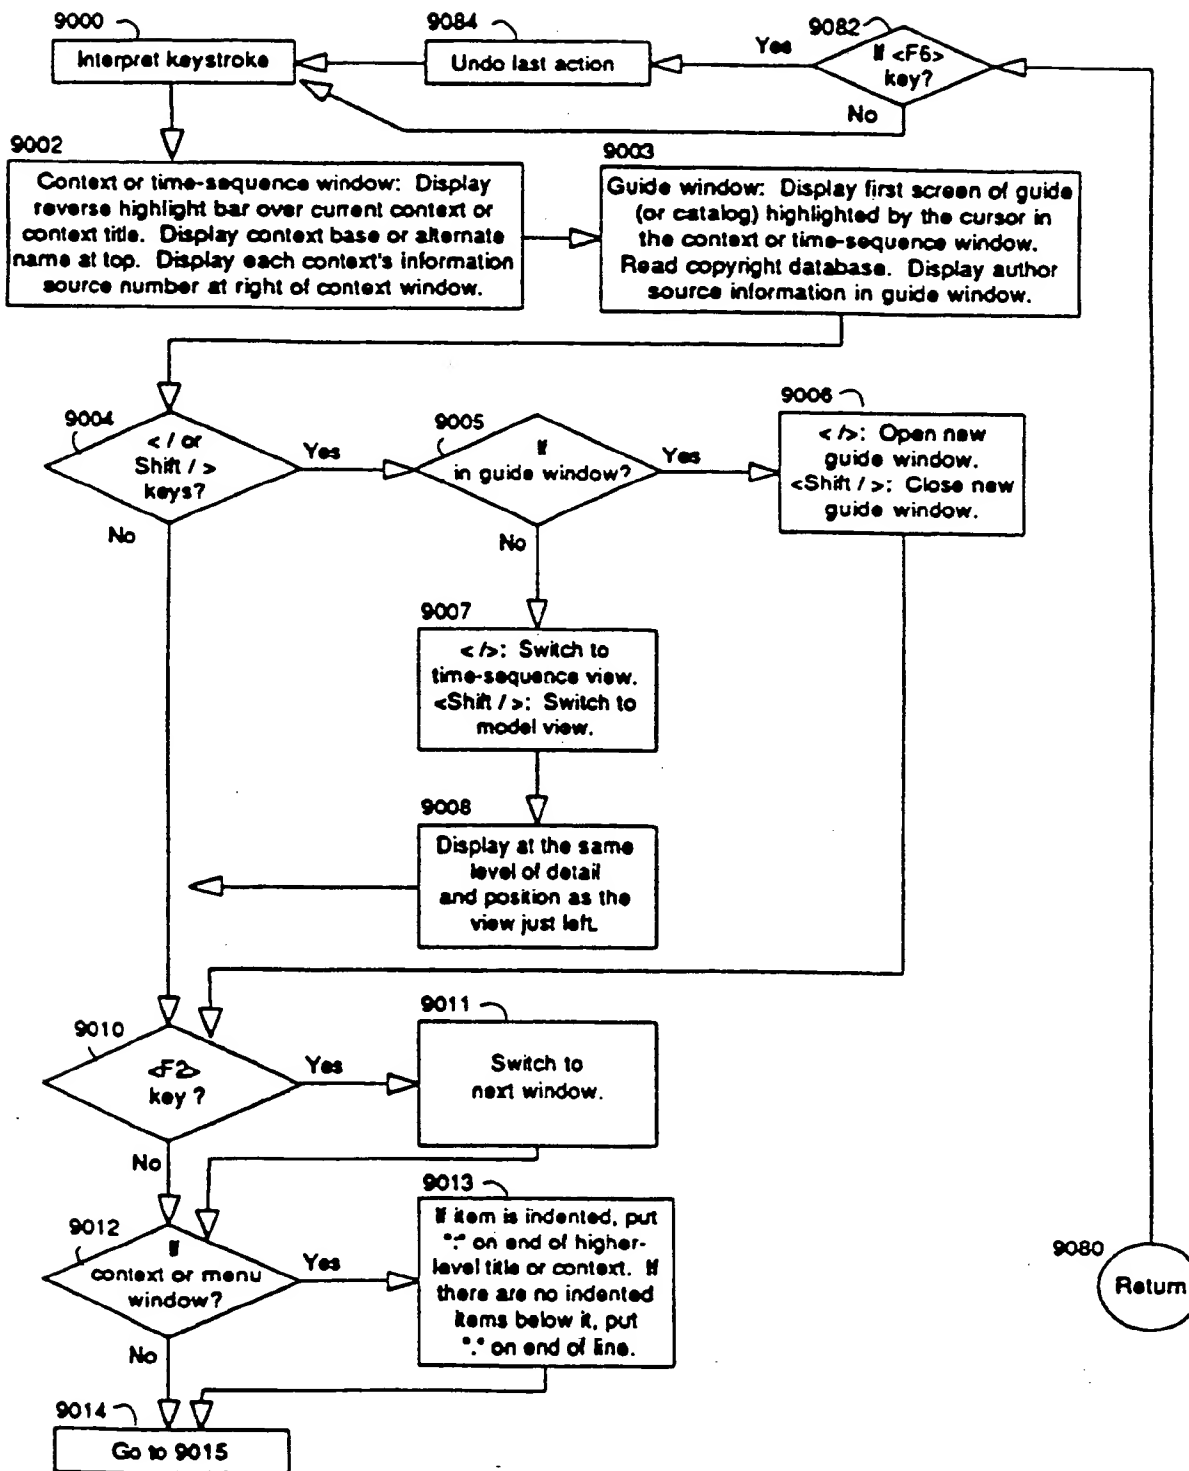 9000
Interpret keystroke
9084
Undo last action
Yes
9082
If <F6>
key?
No
9002
Context or time-sequence window: Display
reverse highlight bar over current context or
context title. Display context base or alternate
name at top. Display each context's information
source number at right of context window.
9003
Guide window: Display first screen of guide
(or catalog) highlighted by the cursor in
the context or time-sequence window.
Read copyright database. Display author
source information in guide window.
9004
< / or
Shift / >
keys?
Yes
No
9005
If
in guide window?
Yes
No
9006
< />: Open new
guide window.
<Shift / >: Close new
guide window.
9007
< />: Switch to
time-sequence view.
<Shift / >: Switch to
model view.
9008
Display at the same
level of detail
and position as the
view just left.
9010
<F2>
key ?
Yes
No
9011
Switch to
next window.
9012
If
context or menu
window?
Yes
No
9013
If item is indented, put
":" on end of higher-
level title or context. If
there are no indented
items below it, put
"." on end of line.
9080
Return
9014
Go to 9015